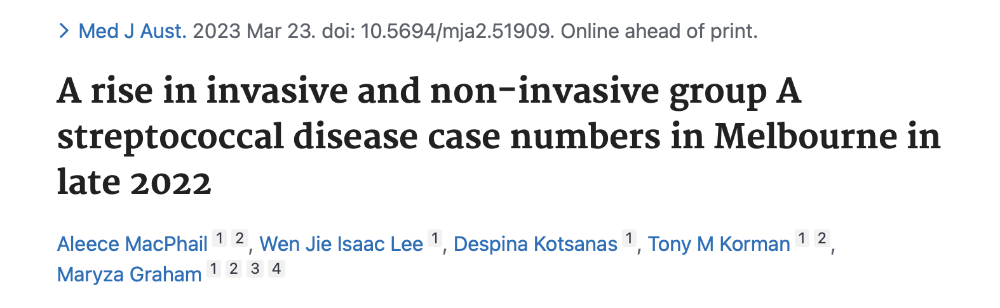 > Med J Aust. 2023 Mar 23. doi: 10.5694/mja2.51909. Online ahead of print.
A rise in invasive and non-invasive group A
streptococcal disease case numbers in Melbourne in
late 2022
Aleece MacPhail 1 2, Wen Jie Isaac Lee 1, Despina Kotsanas 1, Tony M Korman 1 2,
Maryza Graham 1 2 3 4